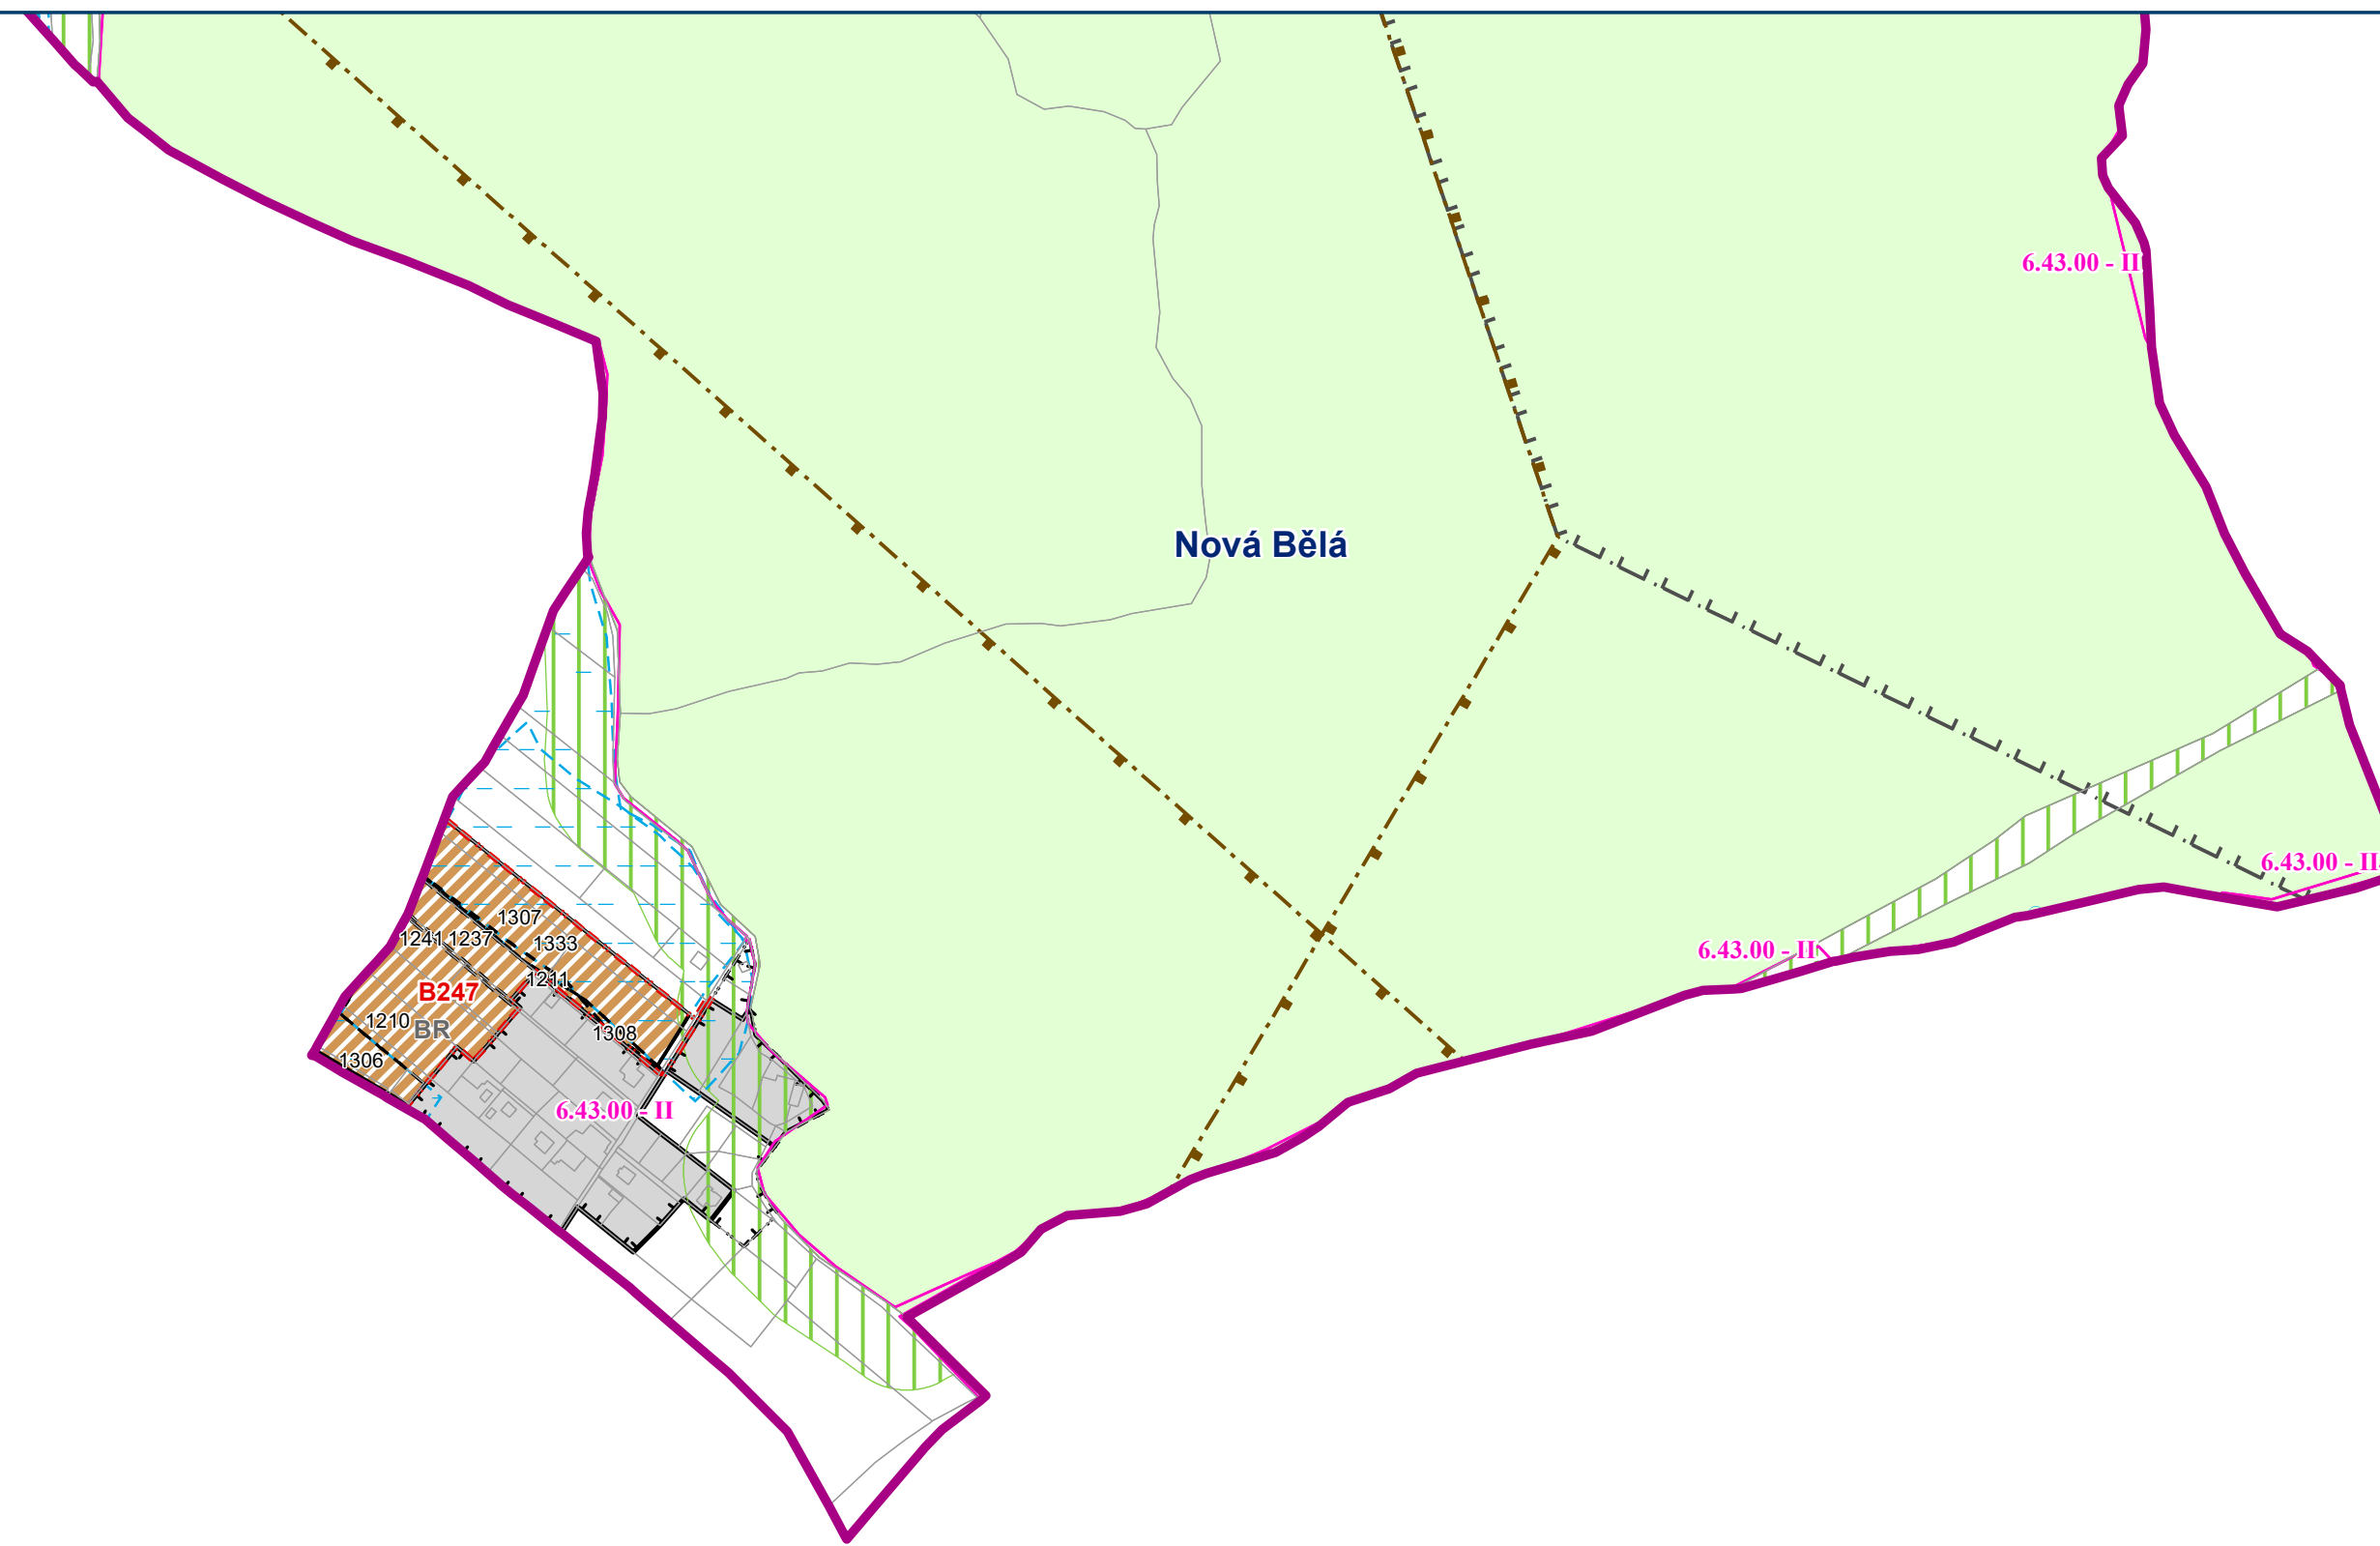 6.43.00 - II
Nová Bělá
6.43.00 - II
1307
1241 1237
1333
6.43.00 - II
1211
B247
1210
BR
1308
1306
6.43.00 - II